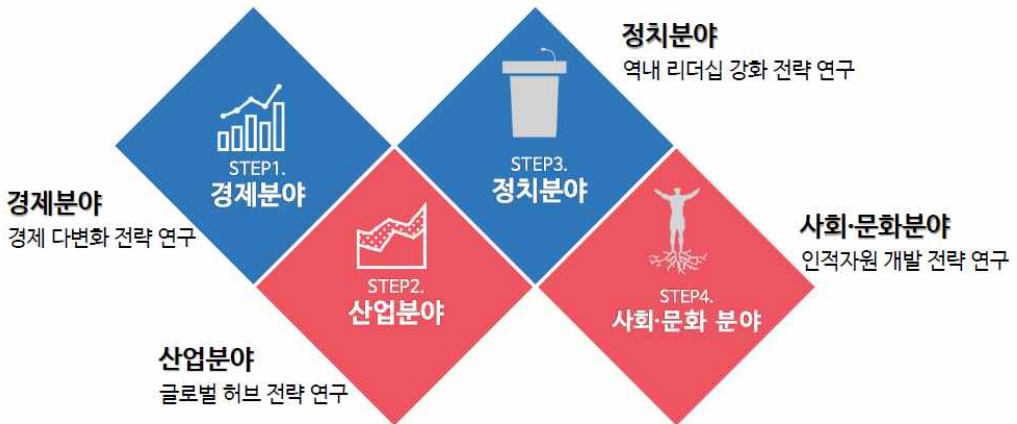 정치분야
역내 리더십 강화 전략 연구
STEP1.
경제분야
STEP3.
정치분야
경제분야
경제 다변화 전략 연구
사회·문화분야
인적자원 개발 전략 연구
STEP2.
산업분야
STEP4.
사회·문화 분야
산업분야
글로벌 허브 전략 연구